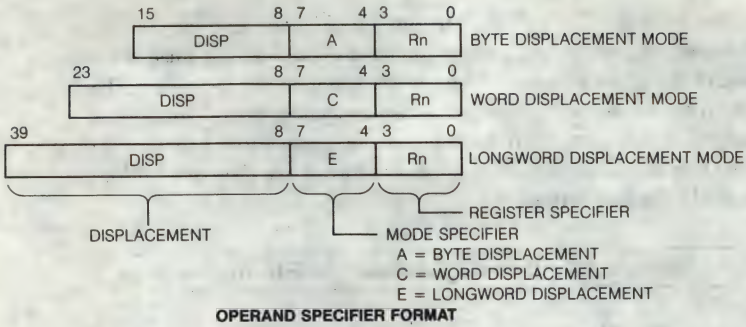 15 8 7 4 3 0
DISP A Rn BYTE DISPLACEMENT MODE
23 8 7 4 3 0
DISP C Rn WORD DISPLACEMENT MODE
39 8 7 4 3 0
DISP E Rn LONGWORD DISPLACEMENT MODE
REGISTER SPECIFIER
DISPLACEMENT MODE SPECIFIER
A = BYTE DISPLACEMENT
C = WORD DISPLACEMENT
E = LONGWORD DISPLACEMENT
OPERAND SPECIFIER FORMAT